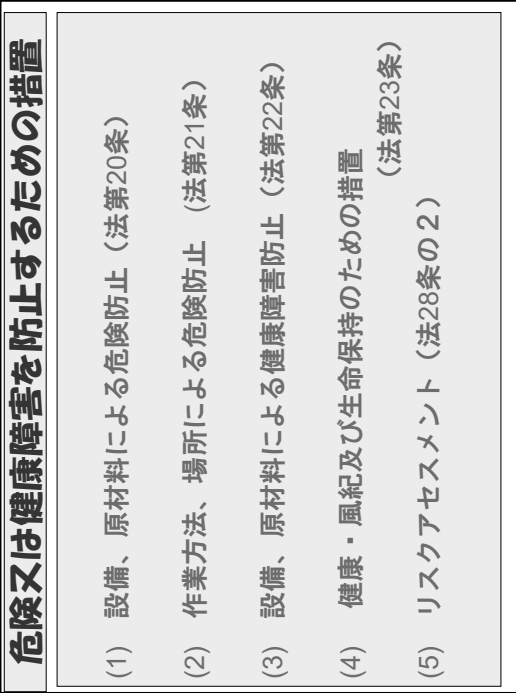 危険又は健康障害を防止するための措置
(1) 設備、原材料による危険防止（法第20条）
(2) 作業方法、場所による危険防止 (法第21条）
(3) 設備、原材料による健康障害防止（法第22条）
(4) 健康・風紀及び生命保持のための措置
（法第23条）
(5) リスクアセスメント（法28条の２）